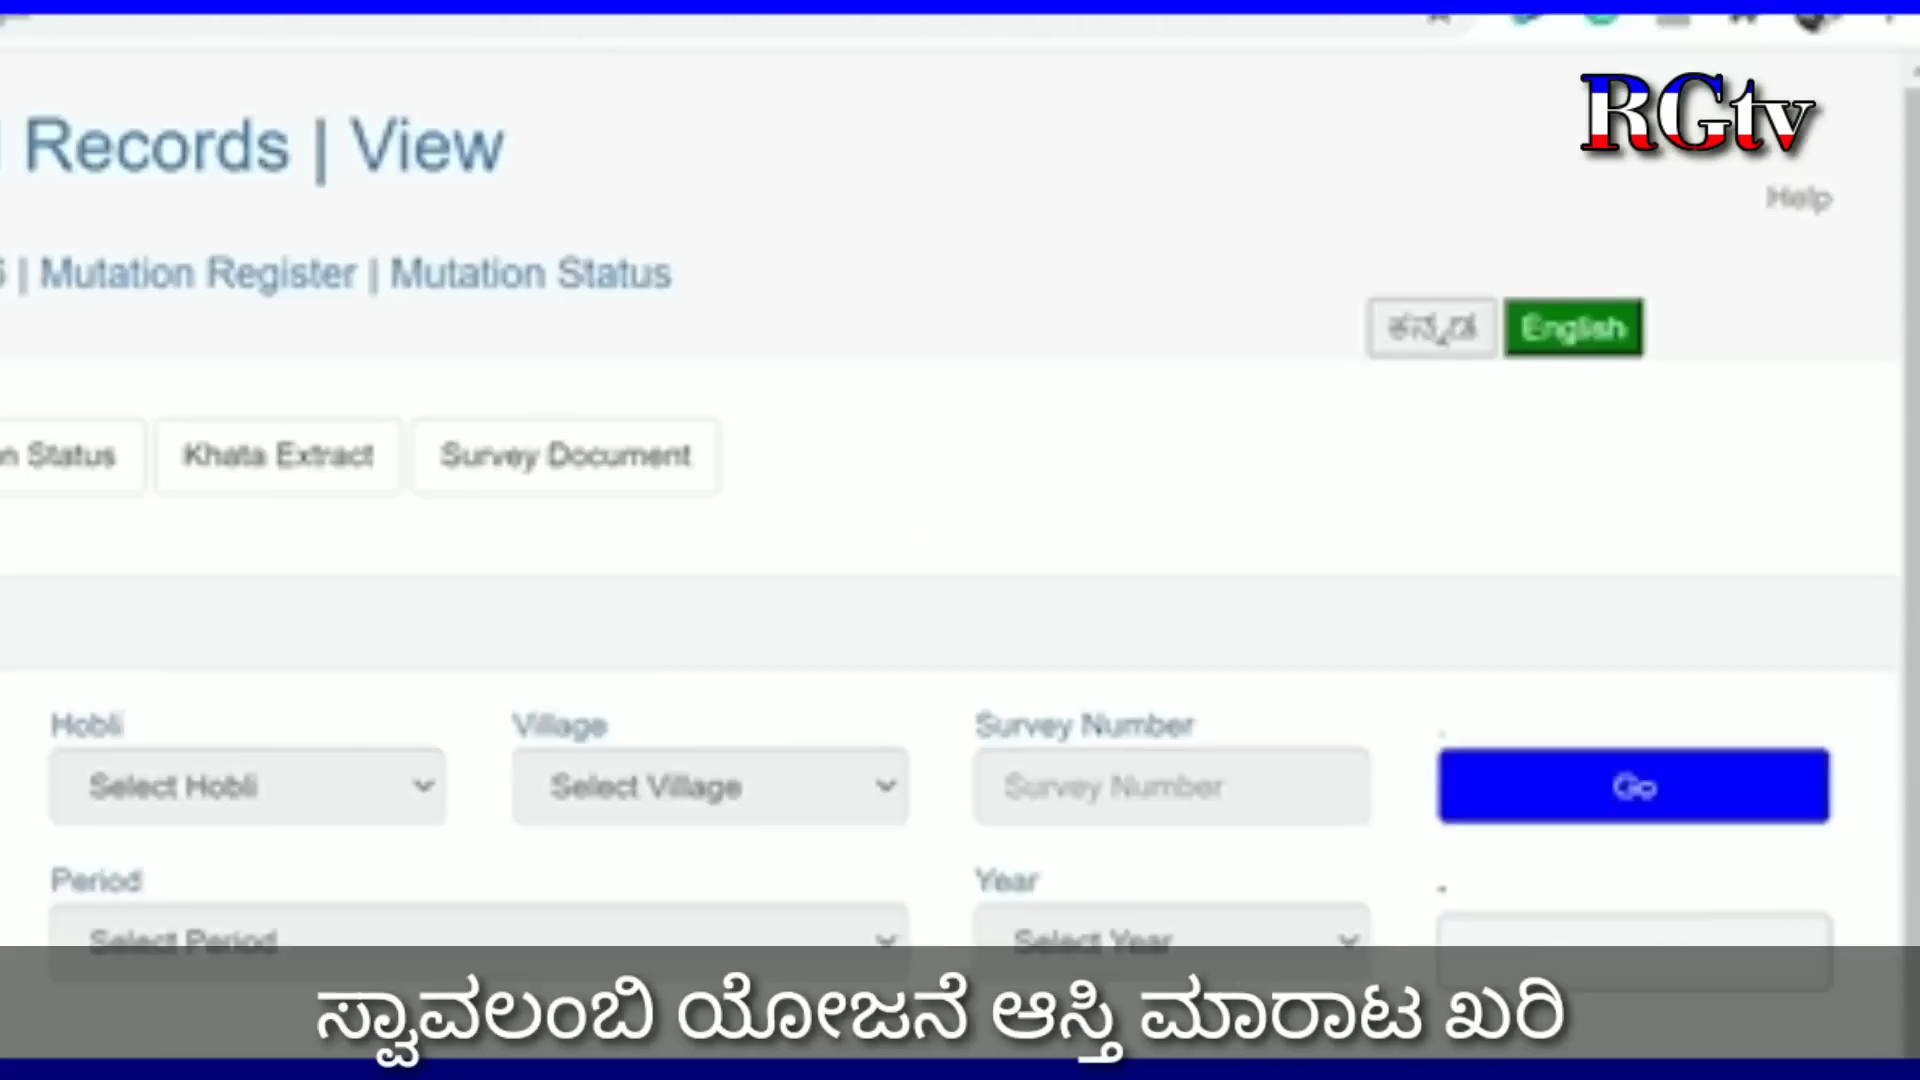 RGtv
Records | View
Help
| Mutation Register | Mutation Status
ಕನ್ನಡ English
n Status Khata Extract Survey Document
Hobli Village Survey Number
Select Hobli Select Village Survey Number Go
Period Year
Select Period Select Year
ಸ್ವಾವಲಂಬಿ ಯೋಜನೆ ಆಸ್ತಿ ಮಾರಾಟ ಖರಿ